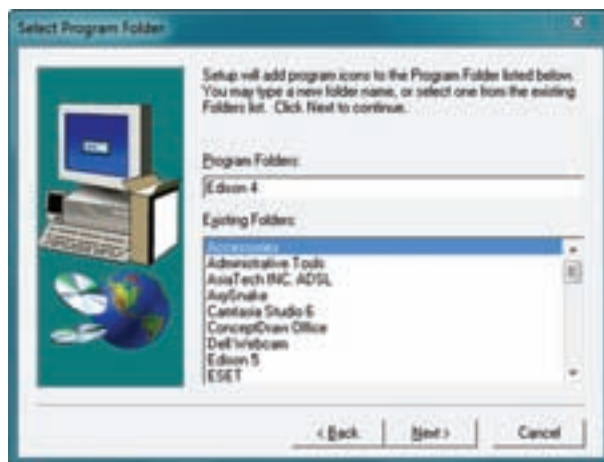 Select Program Folder
Setup will add program icons to the Program Folder listed below.
You may type a new folder name, or select one from the existing
Folders list. Click Next to continue.
Program Folders:
Edison 4
Existing Folders:
Accessories
Administrative Tools
AsiaTech INC. ADSL
AnySnake
Camtasia Studio 6
ConceptDraw Office
Dell Webcam
Edison 5
ESET
< Back
Next >
Cancel